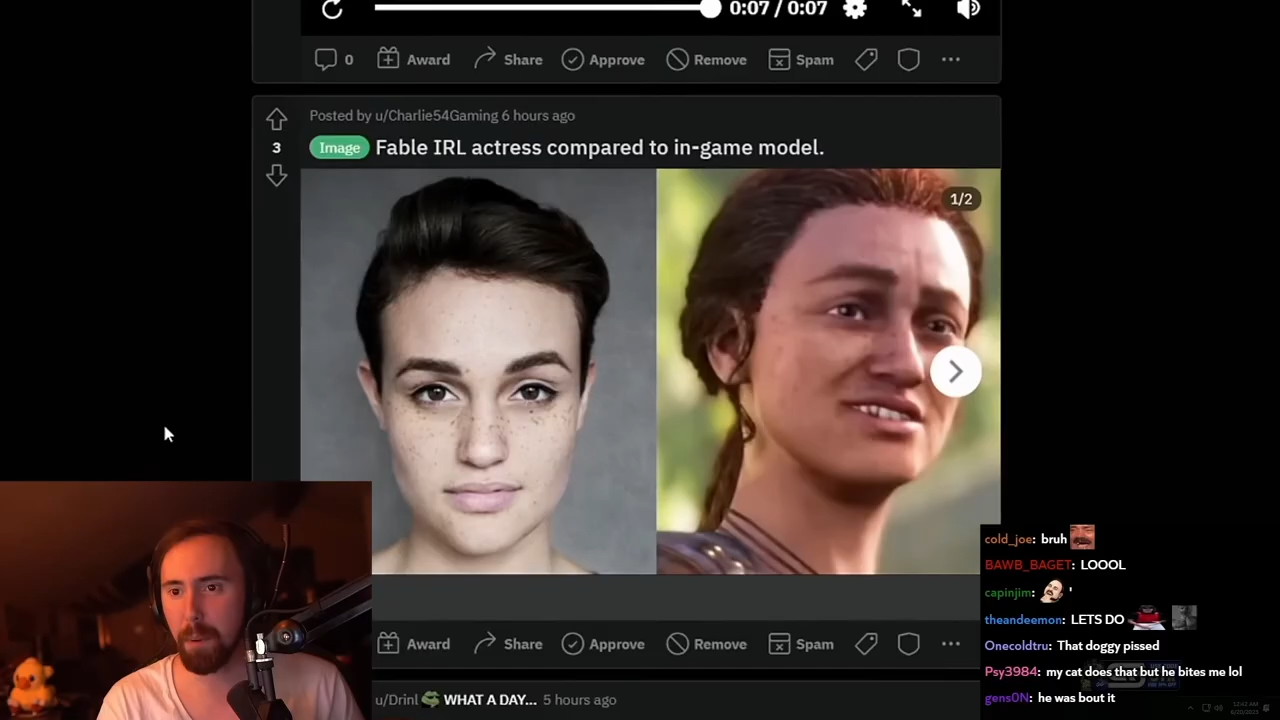 0:07 / 0:07
0 Award Share Approve Remove Spam
Posted by u/Charlie54Gaming 6 hours ago
3
Image Fable IRL actress compared to in-game model.
1/2
cold_joe: bruh
BAWB_BAGET: LOOOL
capinjim: '
theandeemon: LETS DO
Onecoldtru: That doggy pissed
Psy3984: my cat does that but he bites me lol
gens0N: he was bout it
Award Share Approve Remove Spam
u/Drinl WHAT A DAY... 5 hours ago